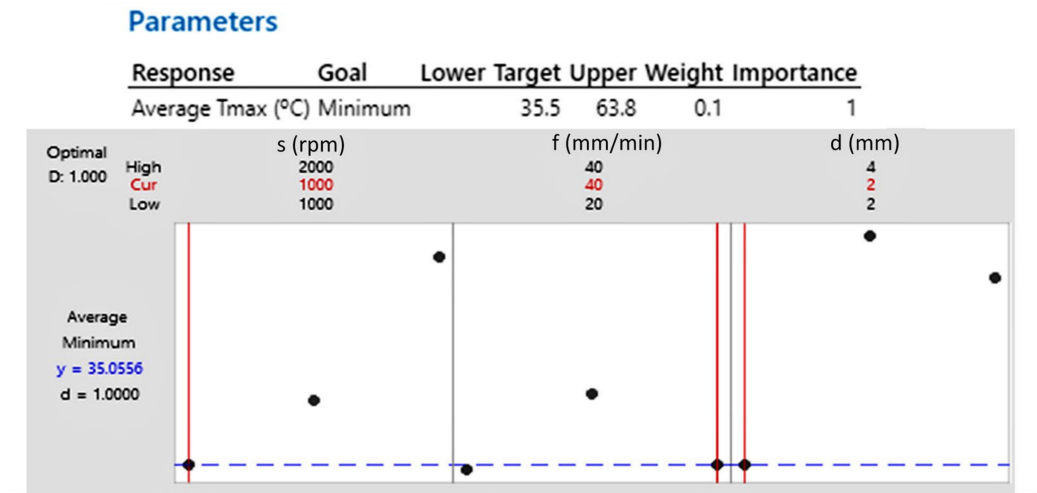 Parameters
Response Goal Lower Target Upper Weight Importance
Average Tmax (ºC) Minimum 35.5 63.8 0.1 1
s (rpm) f (mm/min) d (mm)
Optimal
D: 1.000
High 2000 40 4
Cur 1000 40 2
Low 1000 20 2
Average
Minimum
y = 35.0556
d = 1.0000